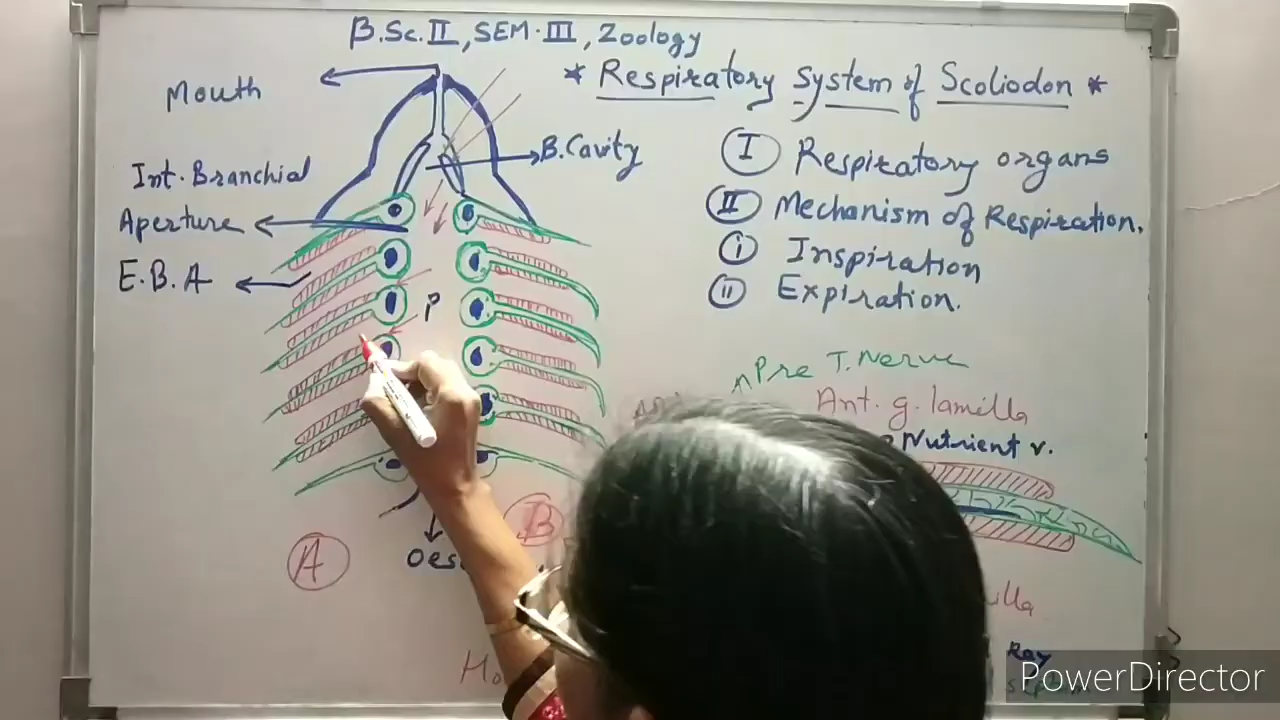 B.Sc.II, SEM.III, Zoology
* Respiratory System of Scoliodon *
Mouth
B.Cavity
Int. Branchial
Aperture
E.B.A
P
A
B
I Respiratory organs
II Mechanism of Respiration.
i Inspiration
ii Expiration.
Pre T. Nerve
Ant. g. lamilla
Nutrient v.
Ray
PowerDirector